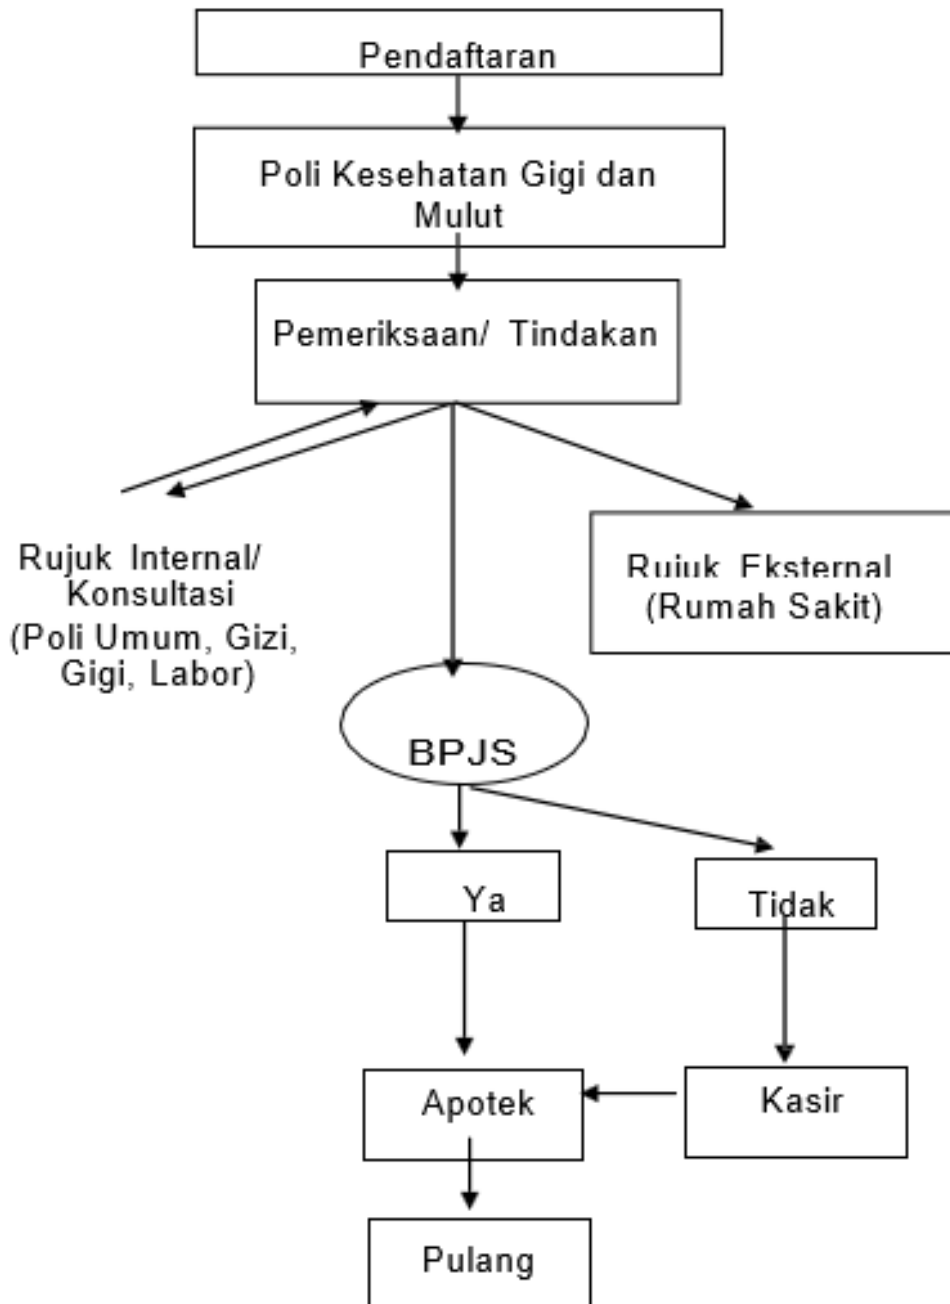 Pendaftaran
Poli Kesehatan Gigi dan
Mulut
Pemeriksaan/ Tindakan
Rujuk Internal/
Konsultasi
(Poli Umum, Gizi,
Gigi, Labor)
Rujuk Eksternal
(Rumah Sakit)
BPJS
Ya
Tidak
Apotek
Kasir
Pulang